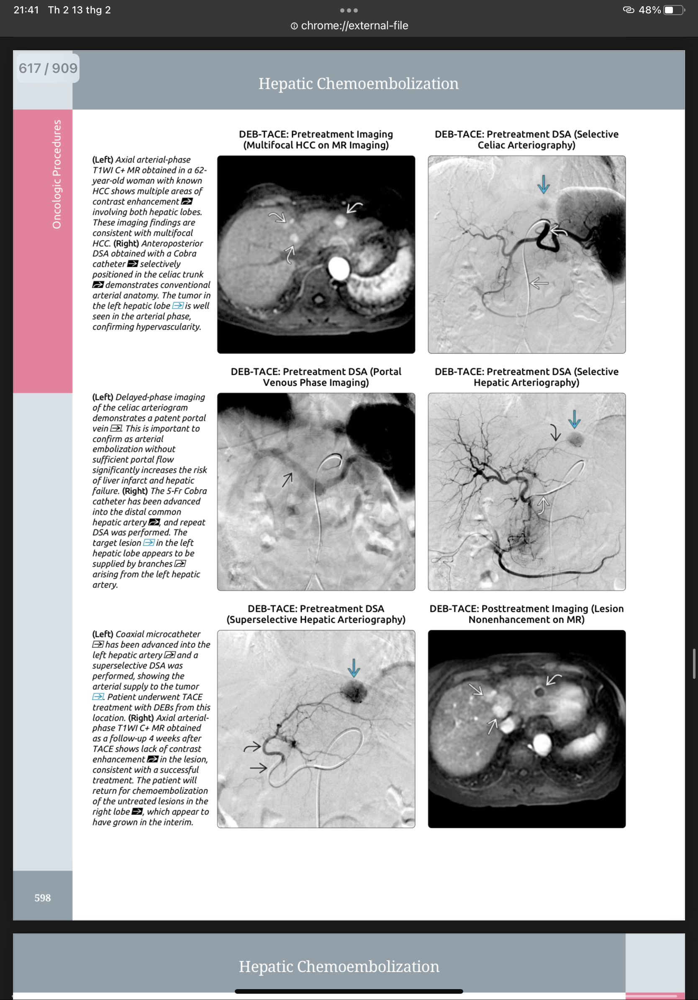 21:41 Th 2 13 thg 2
48%
chrome://external-file
617 / 909
Hepatic Chemoembolization
Oncologic Procedures
DEB-TACE: Pretreatment Imaging
(Multifocal HCC on MR Imaging)
DEB-TACE: Pretreatment DSA (Selective
Celiac Arteriography)
(Left) Axial arterial-phase
T1WI C+ MR obtained in a 62-
year-old woman with known
HCC shows multiple areas of
contrast enhancement
involving both hepatic lobes.
These imaging findings are
consistent with multifocal
HCC. (Right) Anteroposterior
DSA obtained with a Cobra
catheter selectively
positioned in the celiac trunk
demonstrates conventional
arterial anatomy. The tumor in
the left hepatic lobe is well
seen in the arterial phase,
confirming hypervascularity.
DEB-TACE: Pretreatment DSA (Portal
Venous Phase Imaging)
DEB-TACE: Pretreatment DSA (Selective
Hepatic Arteriography)
(Left) Delayed-phase imaging
of the celiac arteriogram
demonstrates a patent portal
vein . This is important to
confirm as arterial
embolization without
sufficient portal flow
significantly increases the risk
of liver infarct and hepatic
failure. (Right) The 5-Fr Cobra
catheter has been advanced
into the distal common
hepatic artery , and repeat
DSA was performed. The
target lesion in the left
hepatic lobe appears to be
supplied by branches
arising from the left hepatic
artery.
DEB-TACE: Pretreatment DSA
(Superselective Hepatic Arteriography)
DEB-TACE: Posttreatment Imaging (Lesion
Nonenhancement on MR)
(Left) Coaxial microcatheter
has been advanced into the
left hepatic artery and a
superselective DSA was
performed, showing the
arterial supply to the tumor
. Patient underwent TACE
treatment with DEBs from this
location. (Right) Axial arterial-
phase T1WI C+ MR obtained
as a follow-up 4 weeks after
TACE shows lack of contrast
enhancement in the lesion,
consistent with a successful
treatment. The patient will
return for chemoembolization
of the untreated lesions in the
right lobe , which appear to
have grown in the interim.
598
Hepatic Chemoembolization